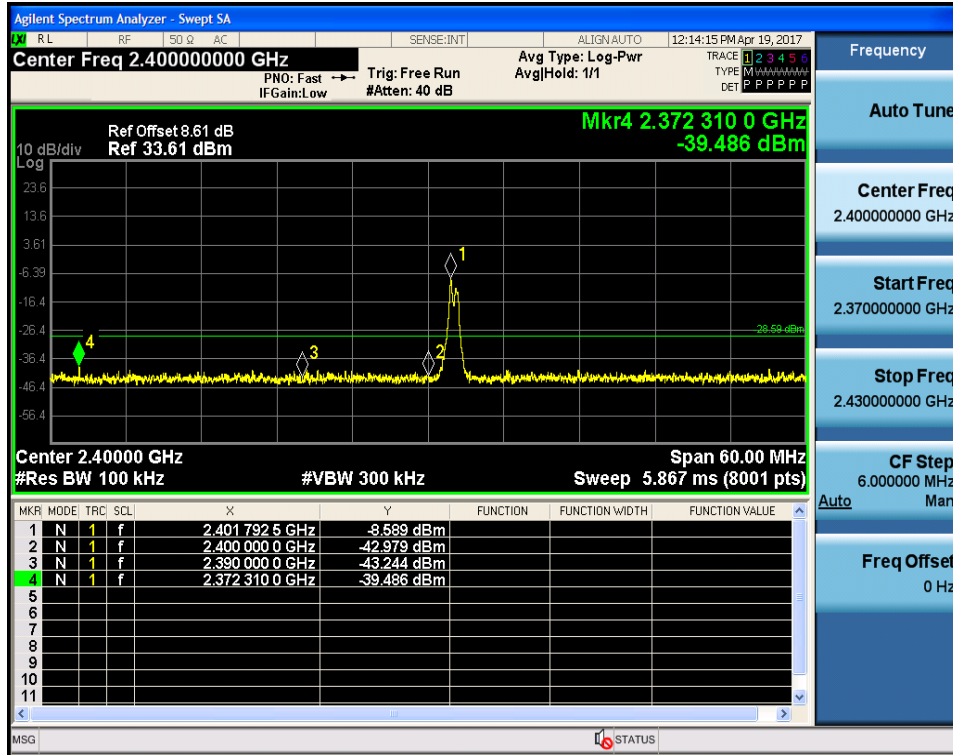 Agilent Spectrum Analyzer - Swept SA
LXI RL RF 50 Ω AC SENSE:INT ALIGN AUTO 12:14:15 PM Apr 19, 2017
Center Freq 2.400000000 GHz
PNO: Fast
IFGain:Low
Trig: Free Run
#Atten: 40 dB
Avg Type: Log-Pwr
Avg|Hold: 1/1
TRACE 1 2 3 4 5 6
TYPE M
DET P P P P P P
Ref Offset 8.61 dB
10 dB/div Ref 33.61 dBm
Log
Mkr4 2.372 310 0 GHz
-39.486 dBm
23.6
13.6
3.61
-6.39
-16.4
-26.4
-36.4
-46.4
-56.4
1
2
3
4
-28.59 dBm
Center 2.40000 GHz Span 60.00 MHz
#Res BW 100 kHz #VBW 300 kHz Sweep 5.867 ms (8001 pts)
MKR MODE TRC SCL X Y FUNCTION FUNCTION WIDTH FUNCTION VALUE
1 N 1 f 2.401 792 5 GHz -8.589 dBm
2 N 1 f 2.400 000 0 GHz -42.979 dBm
3 N 1 f 2.390 000 0 GHz -43.244 dBm
4 N 1 f 2.372 310 0 GHz -39.486 dBm
5
6
7
8
9
10
11
MSG STATUS
Frequency
Auto Tune
Center Freq
2.400000000 GHz
Start Freq
2.370000000 GHz
Stop Freq
2.430000000 GHz
CF Step
6.000000 MHz
Auto Man
Freq Offset
0 Hz